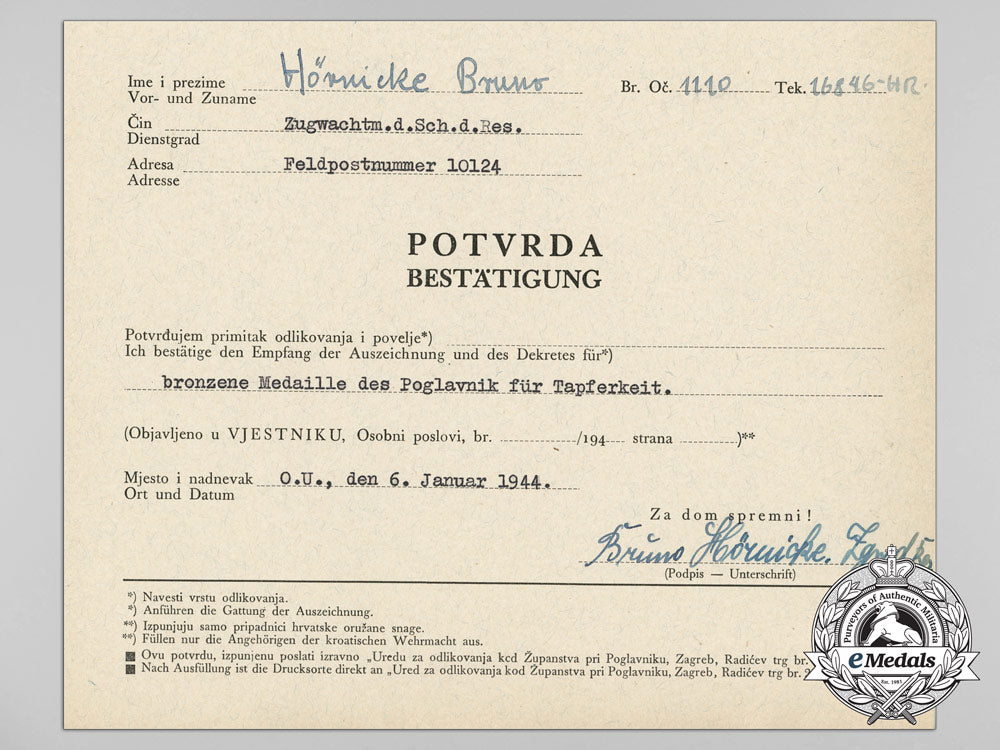 Ime i prezime Hörnicke Bruno Br. Oč. 1110 Tek. 16846-HR.
Vor- und Zuname
Čin Zugwachtm.d.Sch.d.Res.
Dienstgrad
Adresa Feldpostnummer 10124
Adresse
POTVRDA
BESTÄTIGUNG
Potvrđujem primitak odlikovanja i povelje*)
Ich bestätige den Empfang der Auszeichnung und des Dekretes für*)
bronzene Medaille des Poglavnik für Tapferkeit.
(Objavljeno u VJESTNIKU, Osobni poslovi, br. /194 strana )**
Mjesto i nadnevak O.U., den 6. Januar 1944.
Ort und Datum
Za dom spremni!
Bruno Hörnicke.
(Podpis — Unterschrift)
*) Navesti vrstu odlikovanja.
*) Anführen die Gattung der Auszeichnung.
**) Izpunjuju samo pripadnici hrvatske oružane snage.
**) Füllen nur die Angehörigen der kroatischen Wehrmacht aus.
Ovu potvrdu, izpunjenu poslati izravno „Uredu za odlikovanja kod Županstva pri Poglavniku, Zagreb, Radićev trg br.
Nach Ausfüllung ist die Drucksorte direkt an „Ured za odlikovanja kod Županstva pri Poglavniku, Zagreb, Radićev trg br.
Purveyors of Authentic Militaria
eMedals
Est. 1981